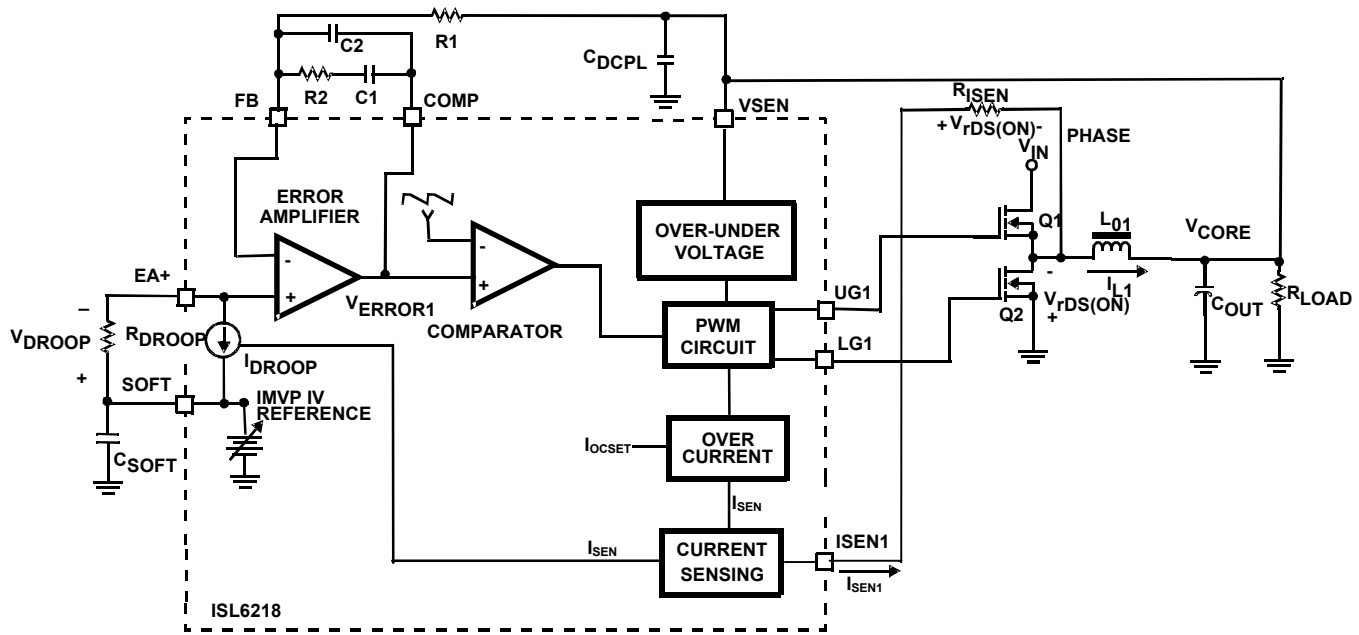 R1
C2
CDCPL
R2
C1
FB
COMP
VSEN
RISEN
+ VrDS(ON)-
PHASE
VIN
ERROR
AMPLIFIER
-
+
-
+
OVER-UNDER
VOLTAGE
Q1
L01
VCORE
EA+
VERROR1
COMPARATOR
UG1
-
VrDS(ON)
+
IL1
COUT
RLOAD
Q2
–
VDROOP
+
RDROOP
IDROOP
PWM
CIRCUIT
LG1
SOFT
IMVP IV
REFERENCE
CSOFT
IOCSET
OVER
CURRENT
ISEN
ISEN
CURRENT
SENSING
ISEN1
ISEN1
ISL6218